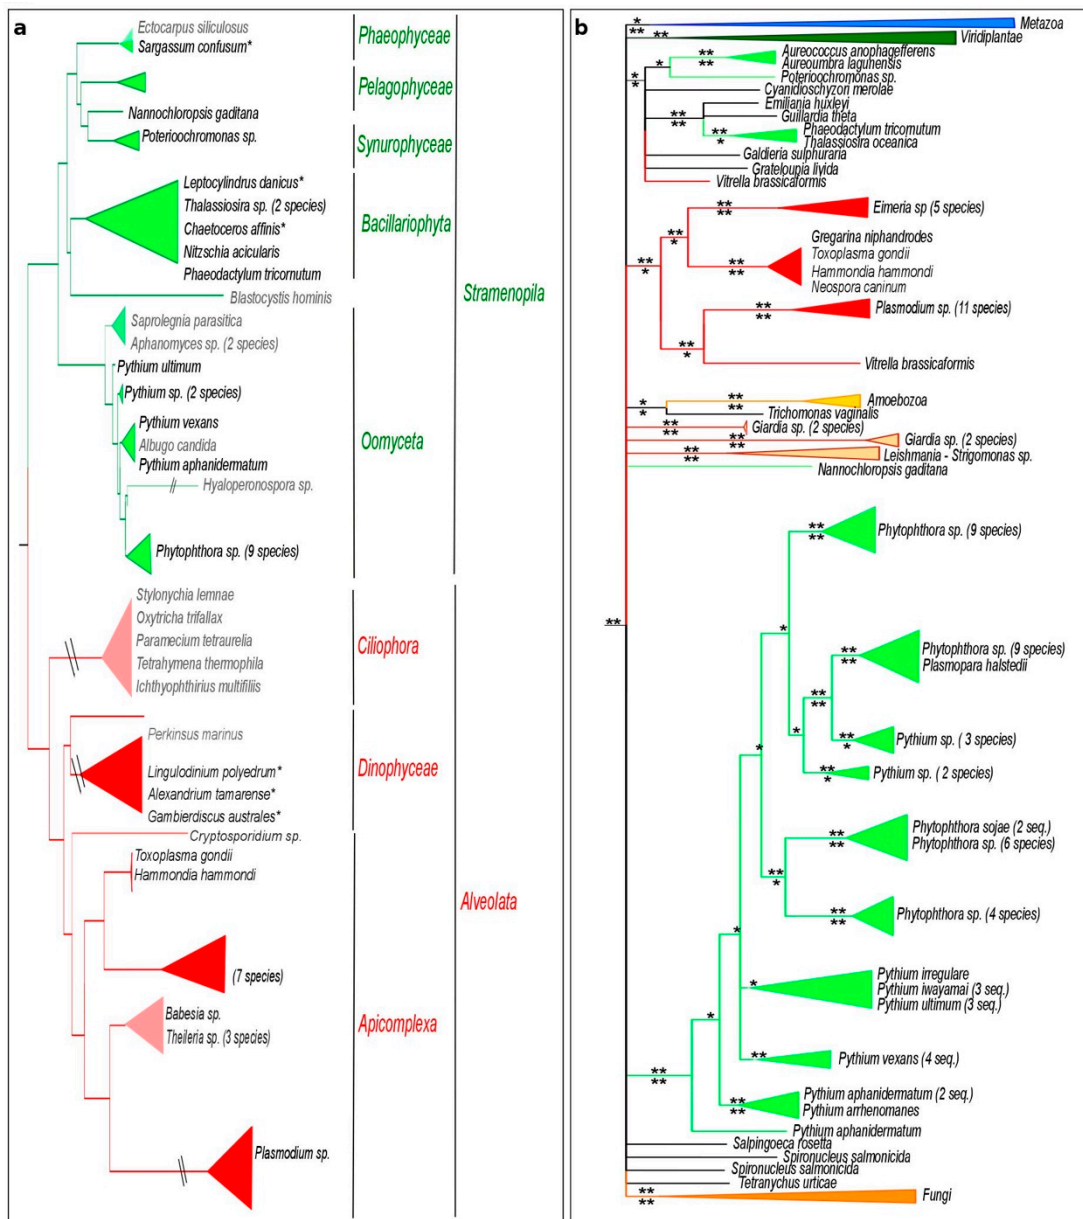 a
Ectocarpus siliculosus
Sargassum confusum*
Phaeophyceae
Pelagophyceae
Nannochloropsis gaditana
Poterioochromonas sp.
Synurophyceae
Leptocylindrus danicus*
Thalassiosira sp. (2 species)
Chaetoceros affinis*
Nitzschia acicularis
Phaeodactylum tricornutum
Bacillariophyta
Blastocystis hominis
Stramenopila
Saprolegnia parasitica
Aphanomyces sp. (2 species)
Pythium ultimum
Pythium sp. (2 species)
Pythium vexans
Albugo candida
Pythium aphanidermatum
Oomyceta
Hyaloperonospora sp.
Phytophthora sp. (9 species)
Stylonychia lemnae
Oxytricha trifallax
Paramecium tetraurelia
Tetrahymena thermophila
Ichthyophthirius multifiliis
Ciliophora
Perkinsus marinus
Lingulodinium polyedrum*
Alexandrium tamarense*
Gambierdiscus australes*
Dinophyceae
Cryptosporidium sp.
Toxoplasma gondii
Hammondia hammondi
Alveolata
(7 species)
Babesia sp.
Theileria sp. (3 species)
Apicomplexa
Plasmodium sp.
b
Metazoa
Viridiplantae
Aureococcus anophagefferens
Aureoumbra lagunensis
Poterioochromonas sp.
Cyanidioschyzon merolae
Emiliania huxleyi
Guillardia theta
Phaeodactylum tricornutum
Thalassiosira oceanica
Galdieria sulphuraria
Grateloupia livida
Vitrella brassicaformis
Eimeria sp (5 species)
Gregarina niphandrodes
Toxoplasma gondii
Hammondia hammondi
Neospora caninum
Plasmodium sp. (11 species)
Vitrella brassicaformis
Amoebozoa
Trichomonas vaginalis
Giardia sp. (2 species)
Giardia sp. (2 species)
Leishmania - Strigomonas sp.
Nannochloropsis gaditana
Phytophthora sp. (9 species)
Phytophthora sp. (9 species)
Plasmopara halstedii
Pythium sp. ( 3 species)
Pythium sp. ( 2 species)
Phytophthora sojae (2 seq.)
Phytophthora sp. (6 species)
Phytophthora sp. (4 species)
Pythium irregulare
Pythium iwayamai (3 seq.)
Pythium ultimum (3 seq.)
Pythium vexans (4 seq.)
Pythium aphanidermatum (2 seq.)
Pythium arrhenomanes
Pythium aphanidermatum
Salpingoeca rosetta
Spironucleus salmonicida
Spironucleus salmonicida
Tetranychus urticae
Fungi